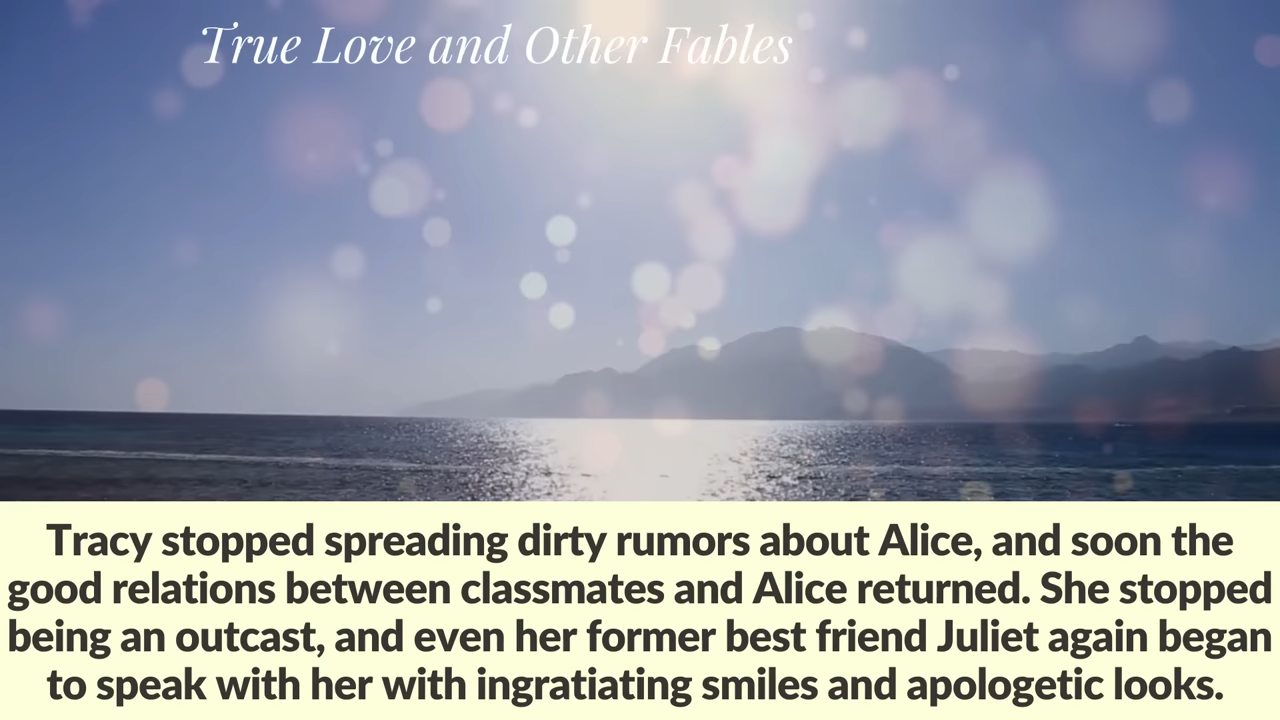 True Love and Other Fables
Tracy stopped spreading dirty rumors about Alice, and soon the
good relations between classmates and Alice returned. She stopped
being an outcast, and even her former best friend Juliet again began
to speak with her with ingratiating smiles and apologetic looks.